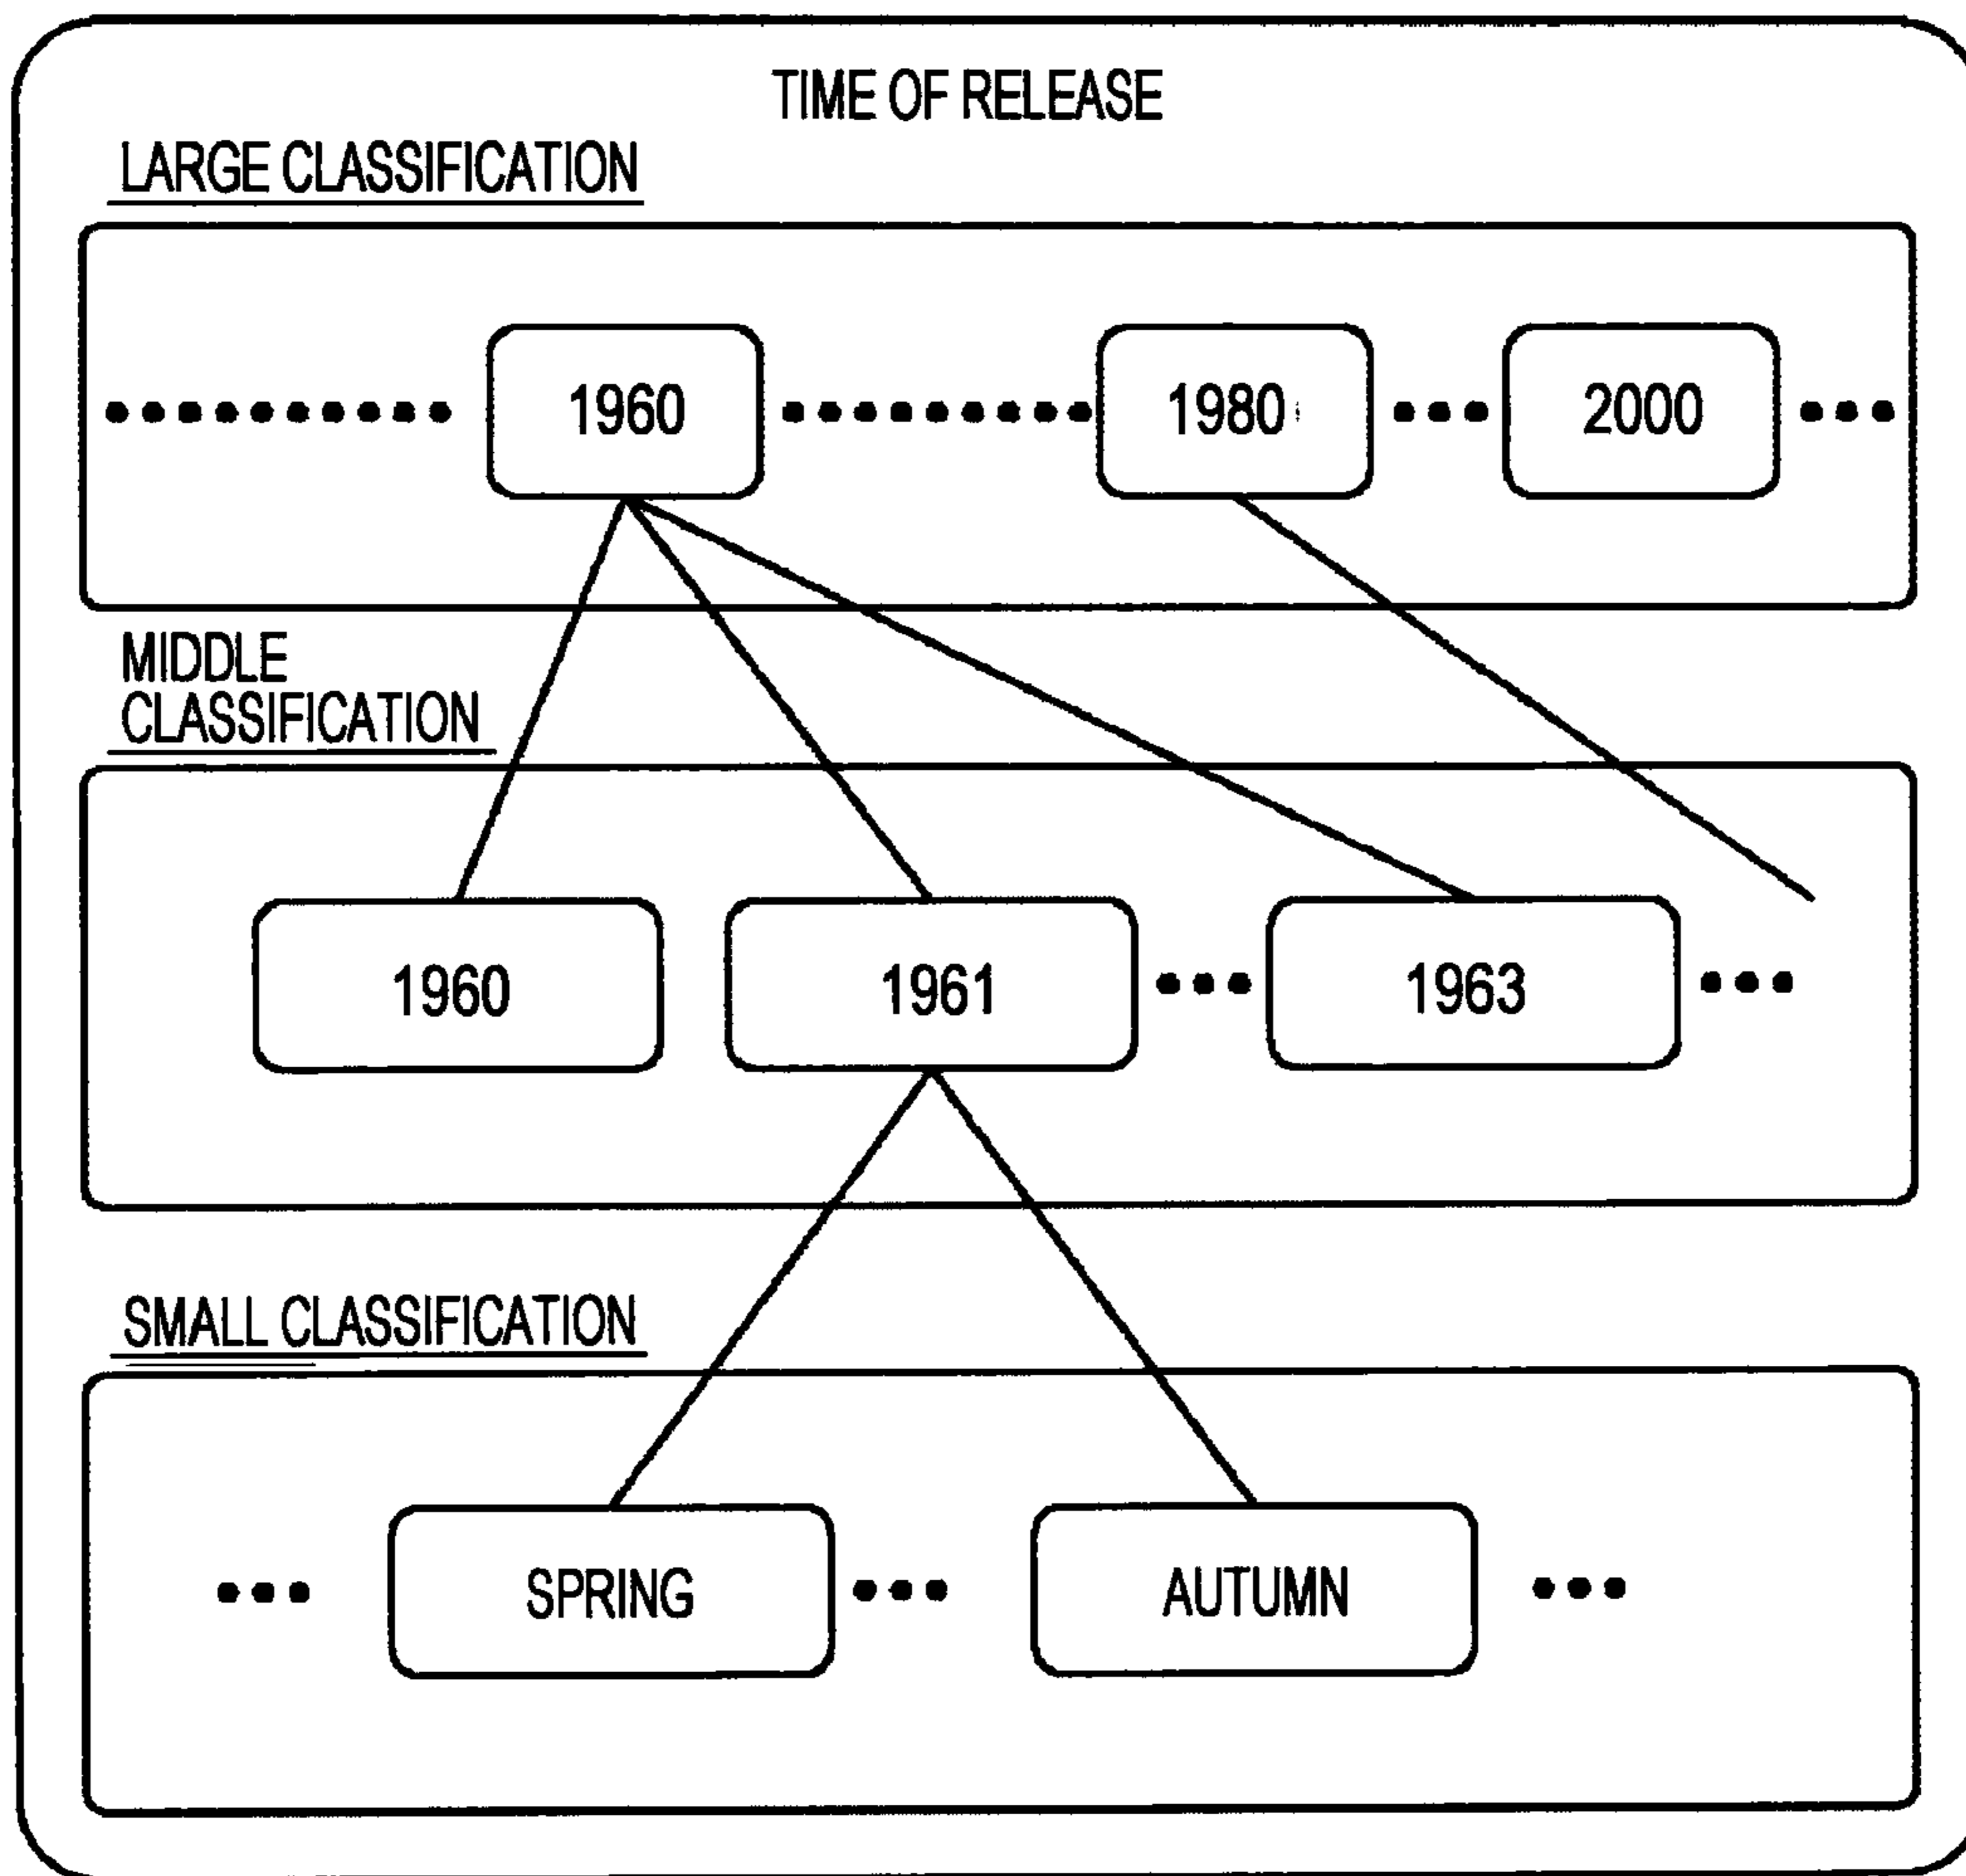 TIME OF RELEASE
LARGE CLASSIFICATION
1960 1980 2000
MIDDLE
CLASSIFICATION
1960 1961 1963
SMALL CLASSIFICATION
SPRING AUTUMN